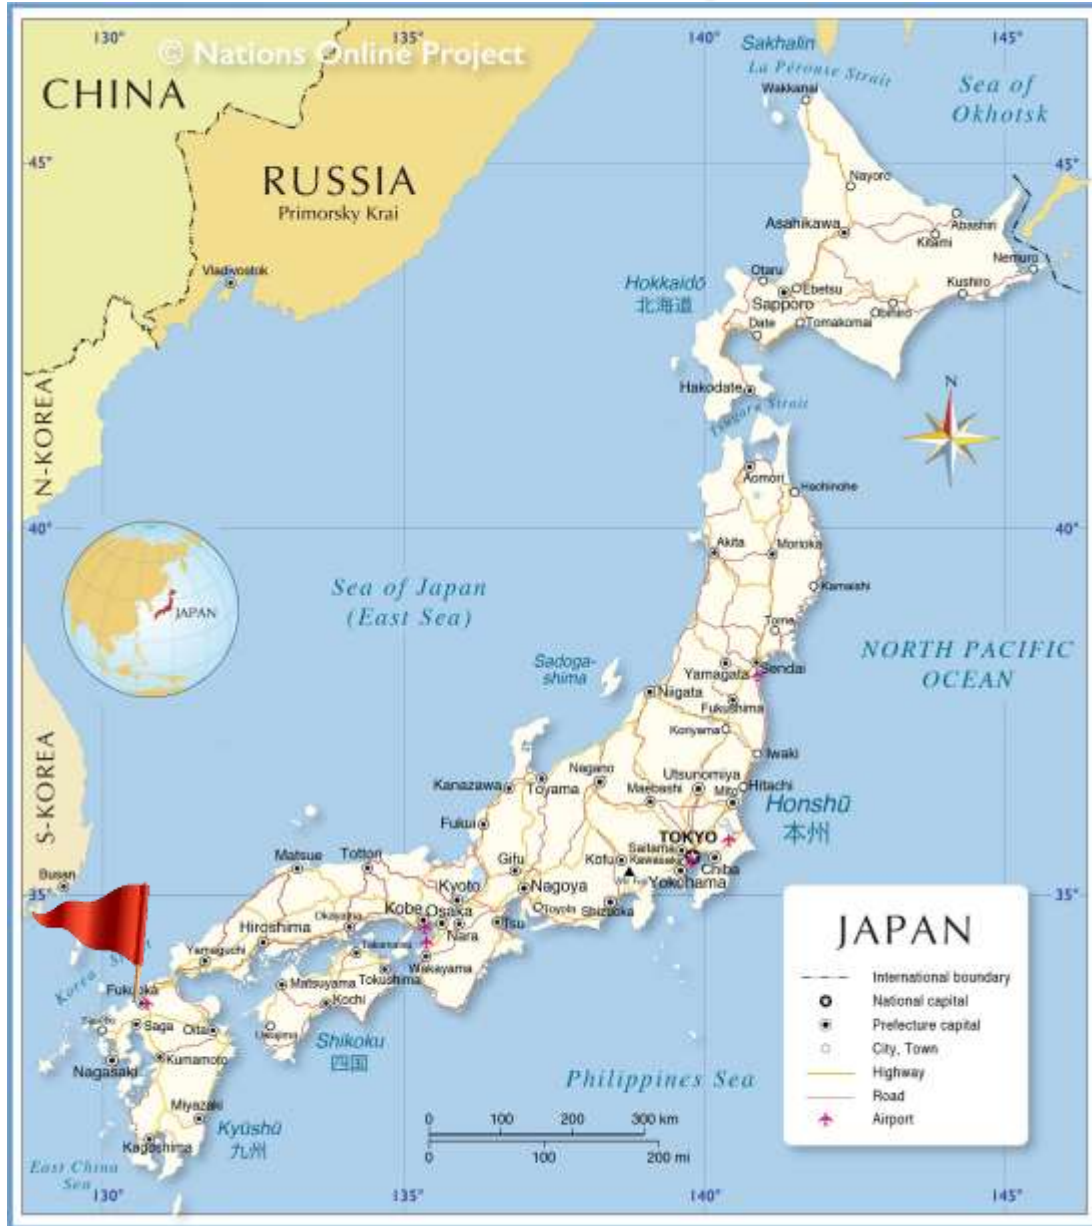 130°
140°
145°
© Nations Online Project
Sakhalin
La Pérouse Strait
Sea of
Okhotsk
CHINA
Wakkanai
45°
45°
RUSSIA
Primorsky Krai
Nayoro
Asahikawa
Abashiri
Kitami
Nemuro
Vladivostok
Otaru
Hokkaidō
北海道
Ebetsu
Sapporo
Kushiro
Obihiro
Date
Tomakomai
N-KOREA
Hakodate
N
Tsugaru Strait
Aomori
Hachinohe
40°
40°
Akita
Morioka
Sea of Japan
(East Sea)
JAPAN
Kamaishi
Tome
NORTH PACIFIC
OCEAN
Sadoga-
shima
Yamagata
Sendai
Niigata
Fukushima
Koriyama
Iwaki
S-KOREA
Nagano
Utsunomiya
Kanazawa
Toyama
Maebashi
Mito
Hitachi
Honshū
本州
Fukui
TOKYO
Saitama
Matsue
Tottori
Gifu
Kofu
Kawasaki
Chiba
Mt. Fuji
Busan
Kyoto
Nagoya
Yokohama
35°
35°
Kobe
Osaka
Toyota
Shizuoka
Okayama
Hiroshima
Nara
Tsu
Yamaguchi
Takamatsu
Wakayama
Tokushima
Korea
Matsuyama
Kochi
Fukuoka
Saga
Oita
Uwajima
Shikoku
四国
Nagasaki
Kumamoto
Philippines Sea
Miyazaki
Kyūshū
九州
Kagoshima
East China
Sea
0 100 200 300 km
0 100 200 mi
JAPAN
International boundary
National capital
Prefecture capital
City, Town
Highway
Road
Airport
130°
135°
140°
145°